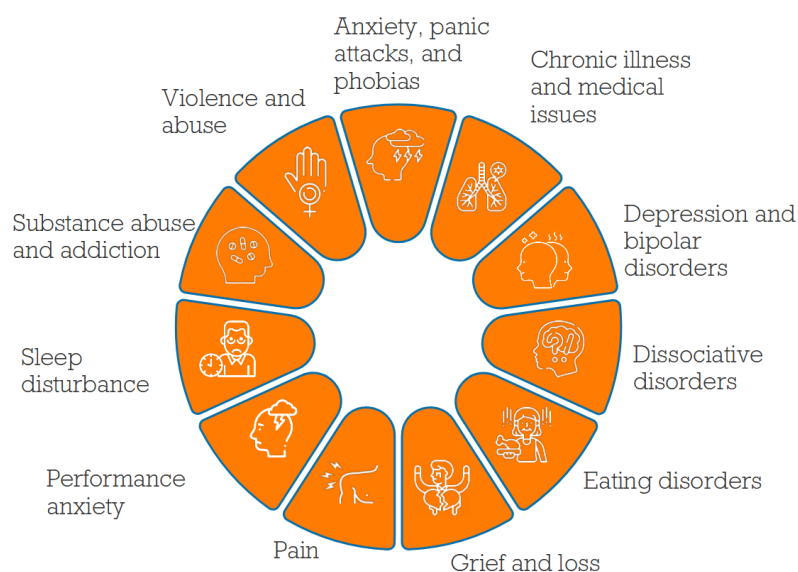 Anxiety, panic
attacks, and
phobias
Chronic illness
and medical
issues
Depression and
bipolar
disorders
Dissociative
disorders
Eating disorders
Grief and loss
Pain
Performance
anxiety
Sleep
disturbance
Substance abuse
and addiction
Violence and
abuse